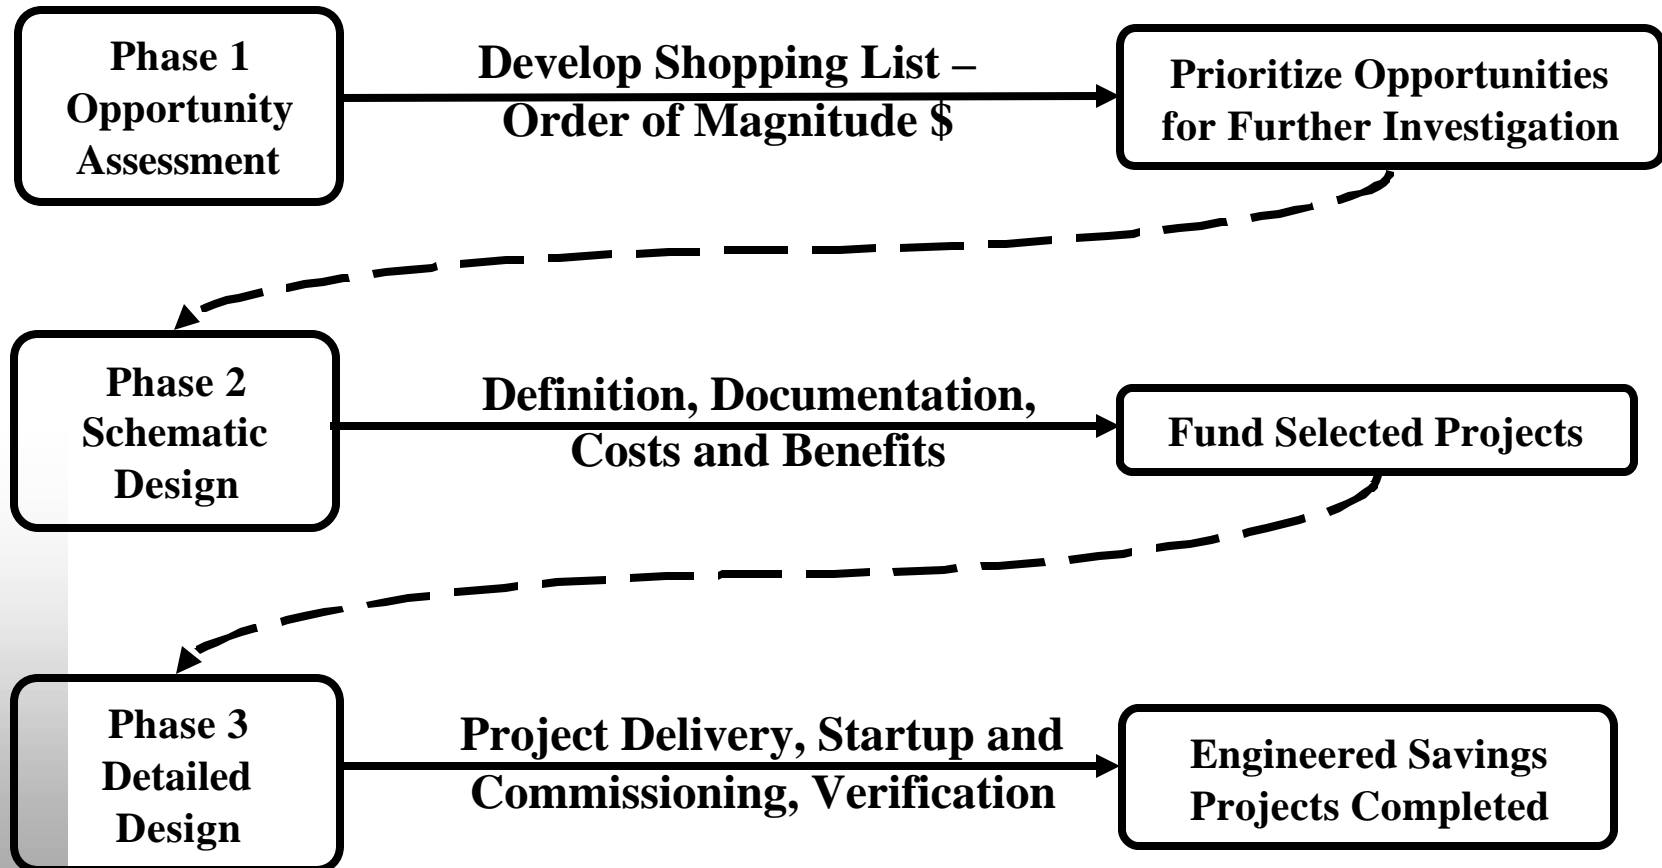 Phase 1
Opportunity
Assessment
Develop Shopping List –
Order of Magnitude $
Prioritize Opportunities
for Further Investigation
Phase 2
Schematic
Design
Definition, Documentation,
Costs and Benefits
Fund Selected Projects
Phase 3
Detailed
Design
Project Delivery, Startup and
Commissioning, Verification
Engineered Savings
Projects Completed